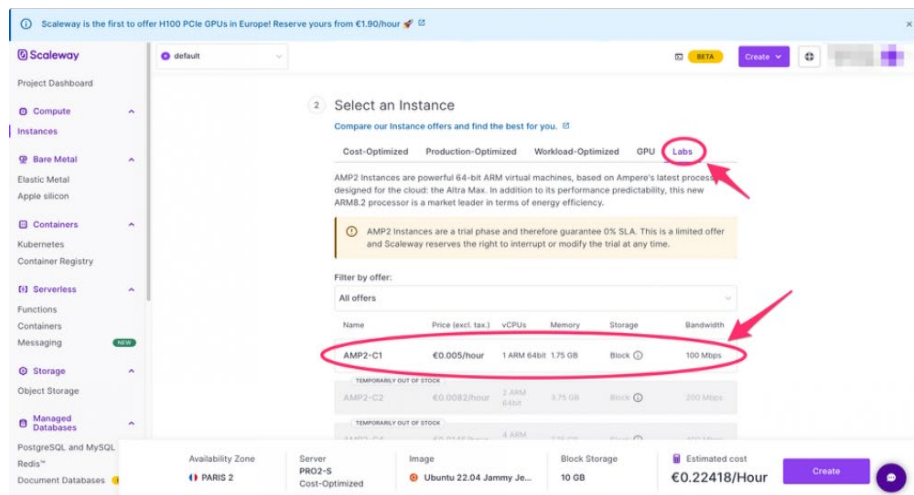 Scaleway is the first to offer H100 PCIe GPUs in Europe! Reserve yours from €1.90/hour 🚀
Scaleway
default
BETA
Create
Project Dashboard
Compute
Instances
Bare Metal
Elastic Metal
Apple silicon
Containers
Kubernetes
Container Registry
Serverless
Functions
Containers
Messaging NEW
Storage
Object Storage
Managed
Databases
PostgreSQL and MySQL
Redis™
Document Databases
2 Select an Instance
Compare our Instance offers and find the best for you.
Cost-Optimized Production-Optimized Workload-Optimized GPU Labs
AMP2 Instances are powerful 64-bit ARM virtual machines, based on Ampere's latest
designed for the cloud: the Altra Max. In addition to its performance predictability, this new
ARM8.2 processor is a market leader in terms of energy efficiency.
AMP2 Instances are a trial phase and therefore guarantee 0% SLA. This is a limited offer
and Scaleway reserves the right to interrupt or modify the trial at any time.
Filter by offer:
All offers
Name Price (excl. tax.) vCPUs Memory Storage Bandwidth
AMP2-C1 €0.005/hour 1 ARM 64bit 1.75 GB Block 100 Mbps
TEMPORARILY OUT OF STOCK
AMP2-C2 €0.0082/hour 2 ARM 64bit 3.75 GB Block 200 Mbps
TEMPORARILY OUT OF STOCK
4 ARM
Availability Zone
PARIS 2
Server
PRO2-S
Cost-Optimized
Image
Ubuntu 22.04 Jammy Je...
Block Storage
10 GB
Estimated cost
€0.22418/Hour
Create